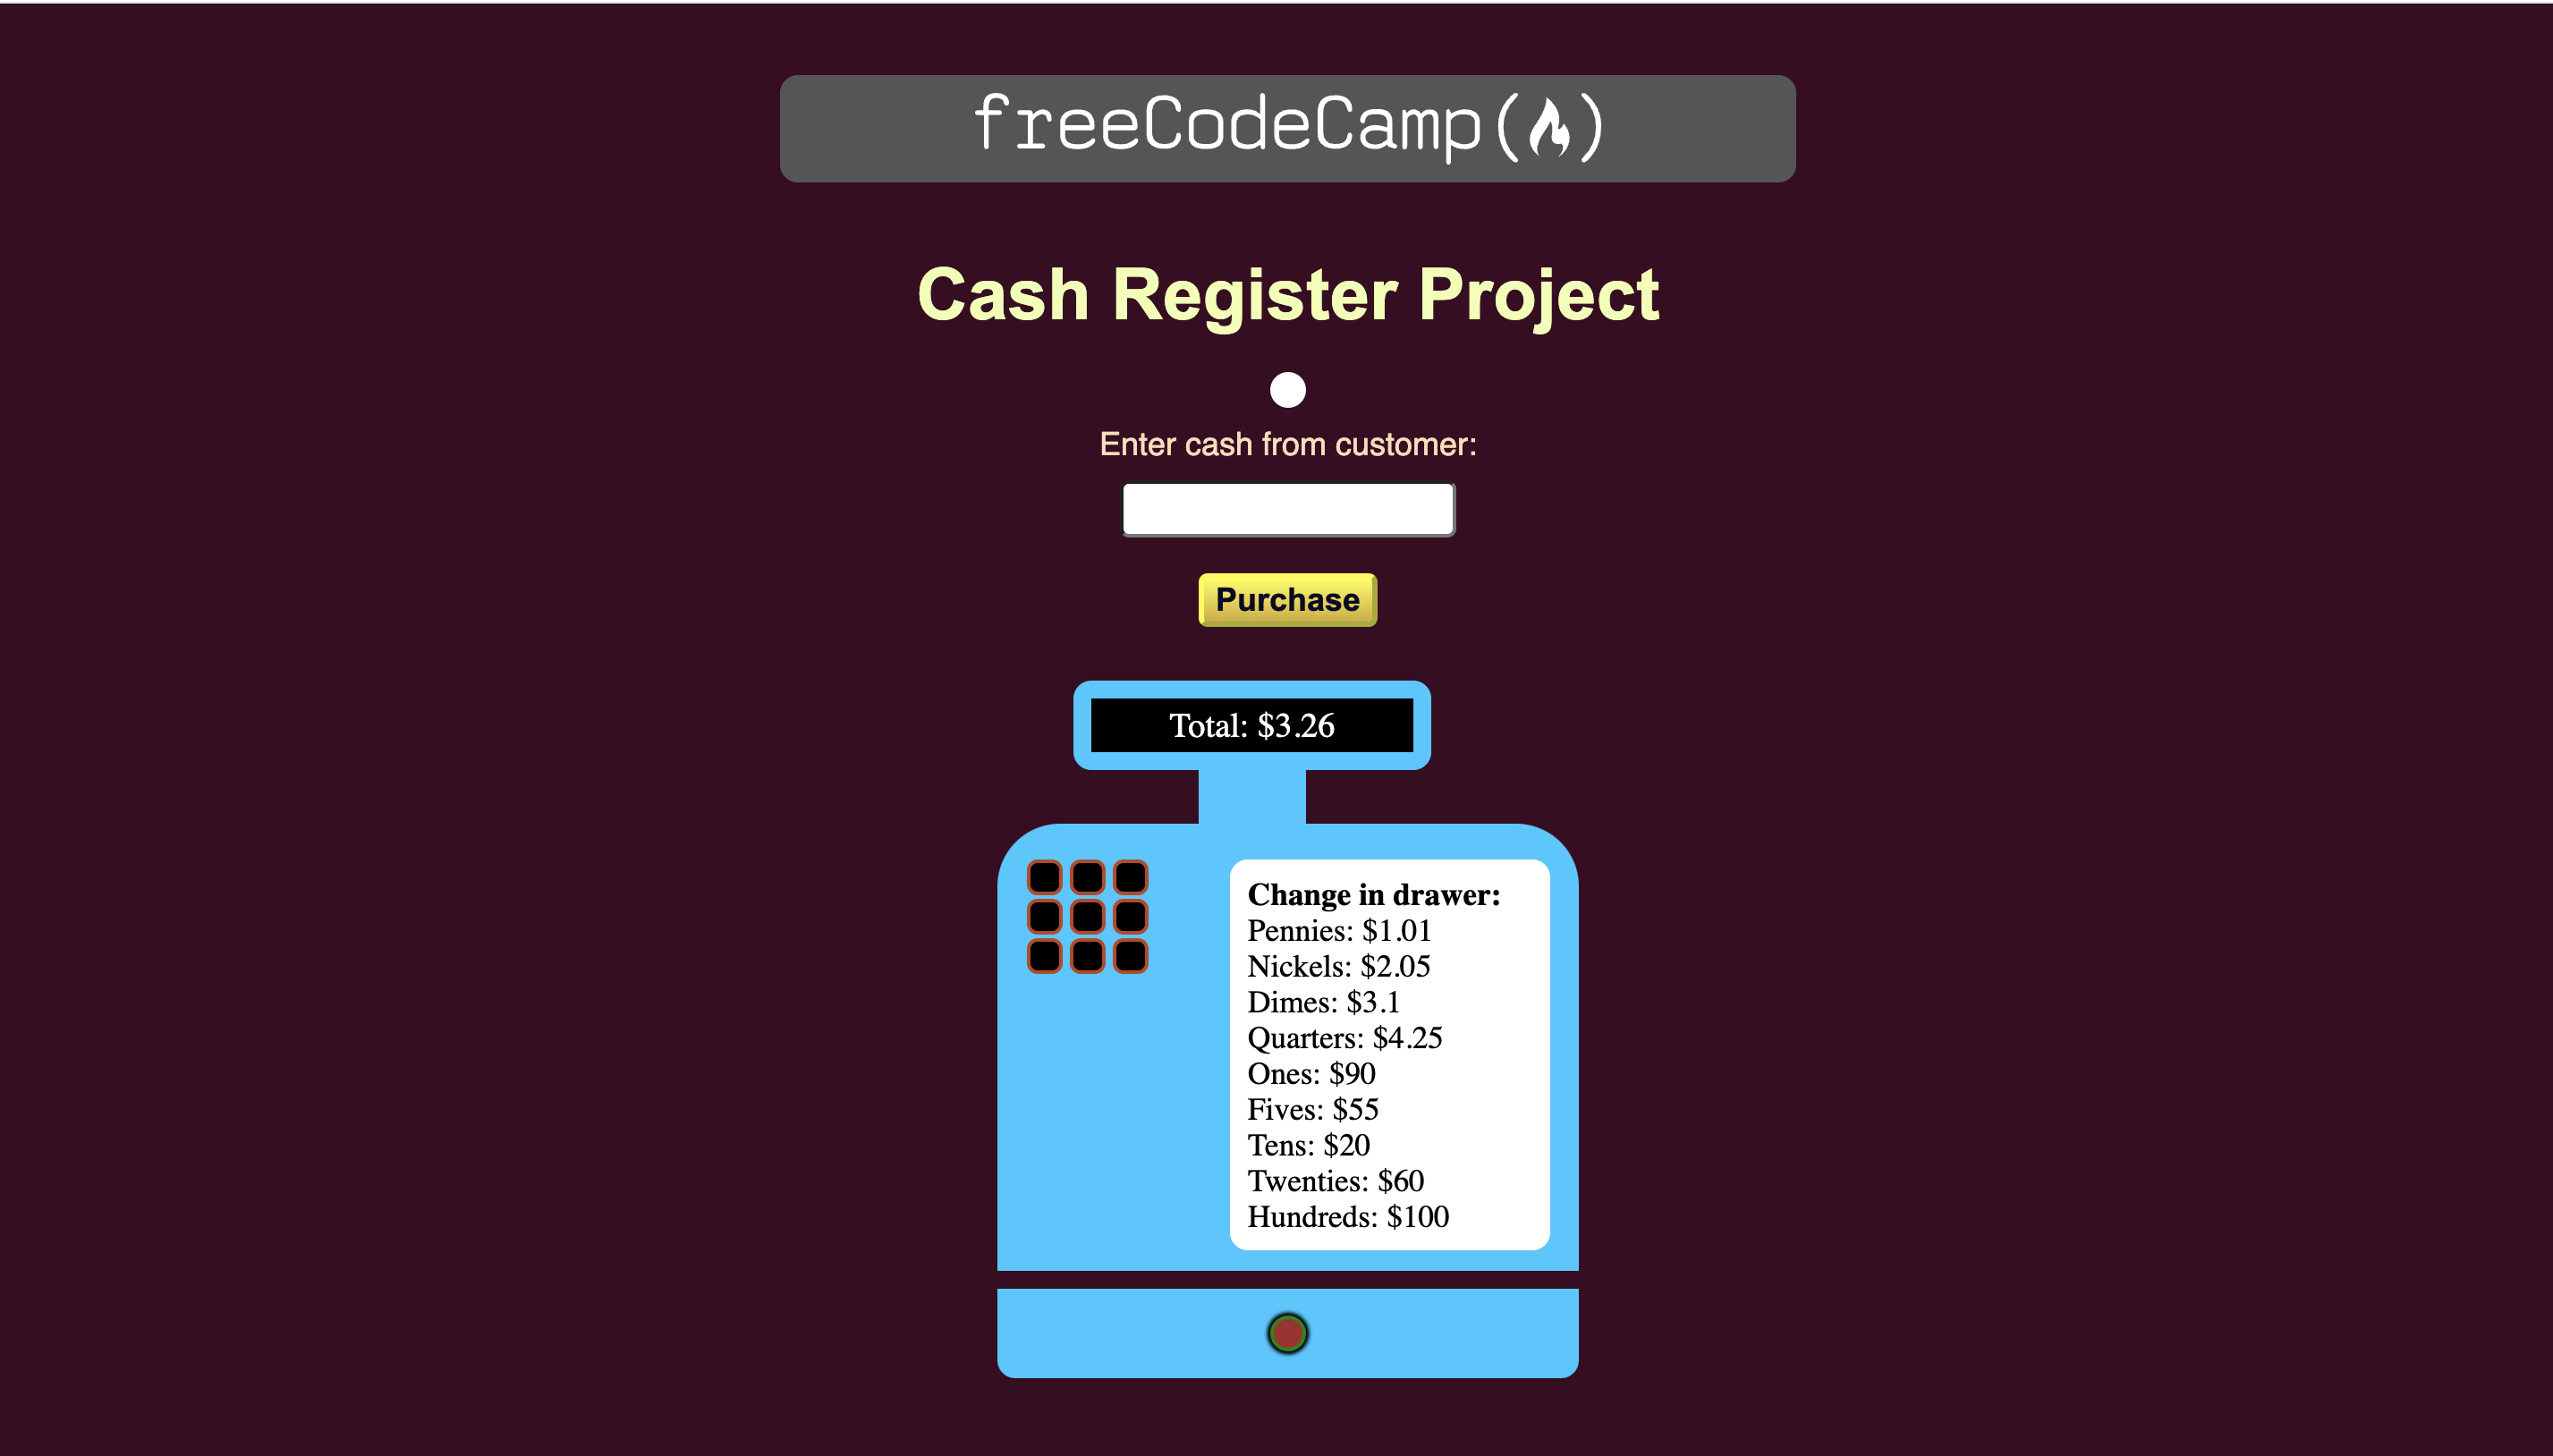 freeCodeCamp(🔥)
Cash Register Project
Enter cash from customer:
Purchase
Total: $3.26
Change in drawer:
Pennies: $1.01
Nickels: $2.05
Dimes: $3.1
Quarters: $4.25
Ones: $90
Fives: $55
Tens: $20
Twenties: $60
Hundreds: $100